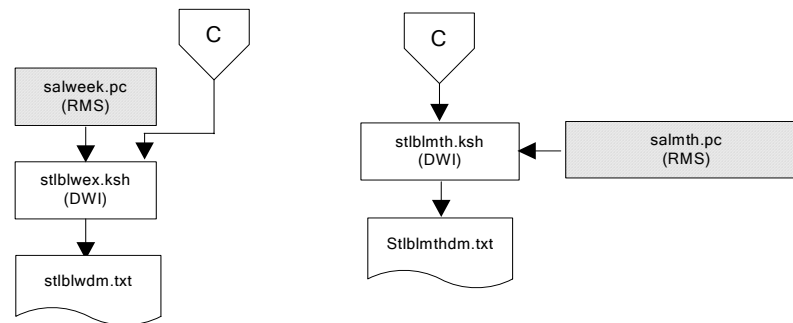 C
salweek.pc
(RMS)
stlblwex.ksh
(DWI)
stlblwdm.txt
C
stlblmth.ksh
(DWI)
salmth.pc
(RMS)
Stlblmthdm.txt